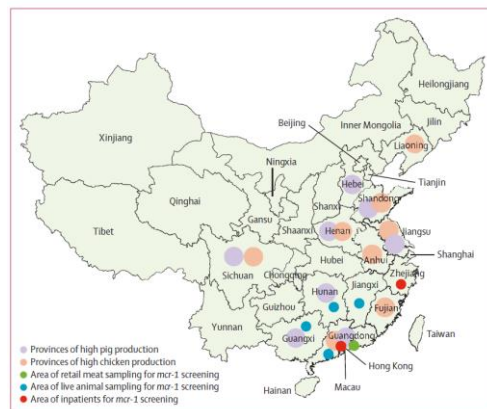 Heilongjiang
Jilin
Inner Mongolia
Liaoning
Beijing
Xinjiang
Ningxia
Hebei
Tianjin
Shanxi
Shandong
Qinghai
Gansu
Shaanxi
Henan
Jiangsu
Tibet
Shanghai
Hubei
Anhui
Sichuan
Chongqing
Zhejiang
Hunan
Jiangxi
Guizhou
Fujian
Yunnan
Guangxi
Guangdong
Taiwan
Hong Kong
Macau
Hainan
Provinces of high pig production
Provinces of high chicken production
Area of retail meat sampling for mcr-1 screening
Area of live animal sampling for mcr-1 screening
Area of inpatients for mcr-1 screening